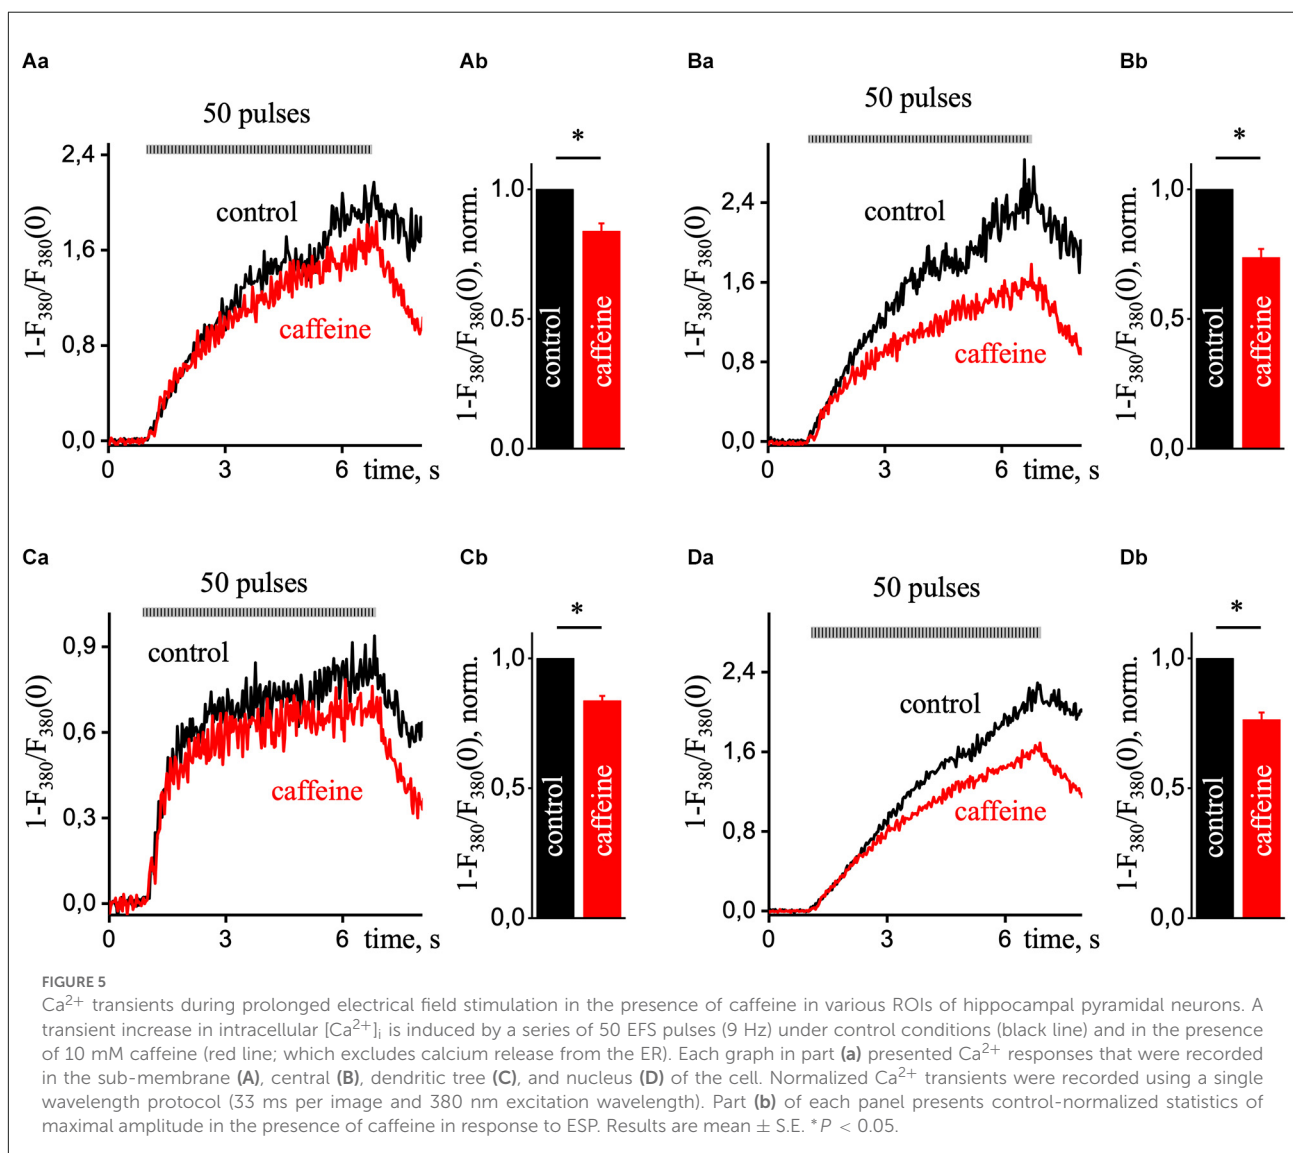 Aa
Ab
Ba
Bb
50 pulses
2,4
1,6
0,8
0,0
1-F380/F380(0)
control
caffeine
0 3 6 time, s
*
1.0
0.5
0.0
1-F380/F380(0), norm.
control
caffeine
50 pulses
2,4
1,6
0,8
0,0
1-F380/F380(0)
control
caffeine
0 3 6 time, s
*
1.0
0,5
0,0
1-F380/F380(0), norm.
control
caffeine
Ca
Cb
Da
Db
50 pulses
0,9
0,6
0,3
0,0
1-F380/F380(0)
control
caffeine
0 3 6 time, s
*
1.0
0,5
0,0
1-F380/F380(0), norm.
control
caffeine
50 pulses
2,4
1,6
0,8
0,0
1-F380/F380(0)
control
caffeine
0 3 6 time, s
*
1.0
0,5
0,0
1-F380/F380(0), norm.
control
caffeine
FIGURE 5
Ca2+ transients during prolonged electrical field stimulation in the presence of caffeine in various ROIs of hippocampal pyramidal neurons. A
transient increase in intracellular [Ca2+]i is induced by a series of 50 EFS pulses (9 Hz) under control conditions (black line) and in the presence
of 10 mM caffeine (red line; which excludes calcium release from the ER). Each graph in part (a) presented Ca2+ responses that were recorded
in the sub-membrane (A), central (B), dendritic tree (C), and nucleus (D) of the cell. Normalized Ca2+ transients were recorded using a single
wavelength protocol (33 ms per image and 380 nm excitation wavelength). Part (b) of each panel presents control-normalized statistics of
maximal amplitude in the presence of caffeine in response to ESP. Results are mean ± S.E. *P < 0.05.